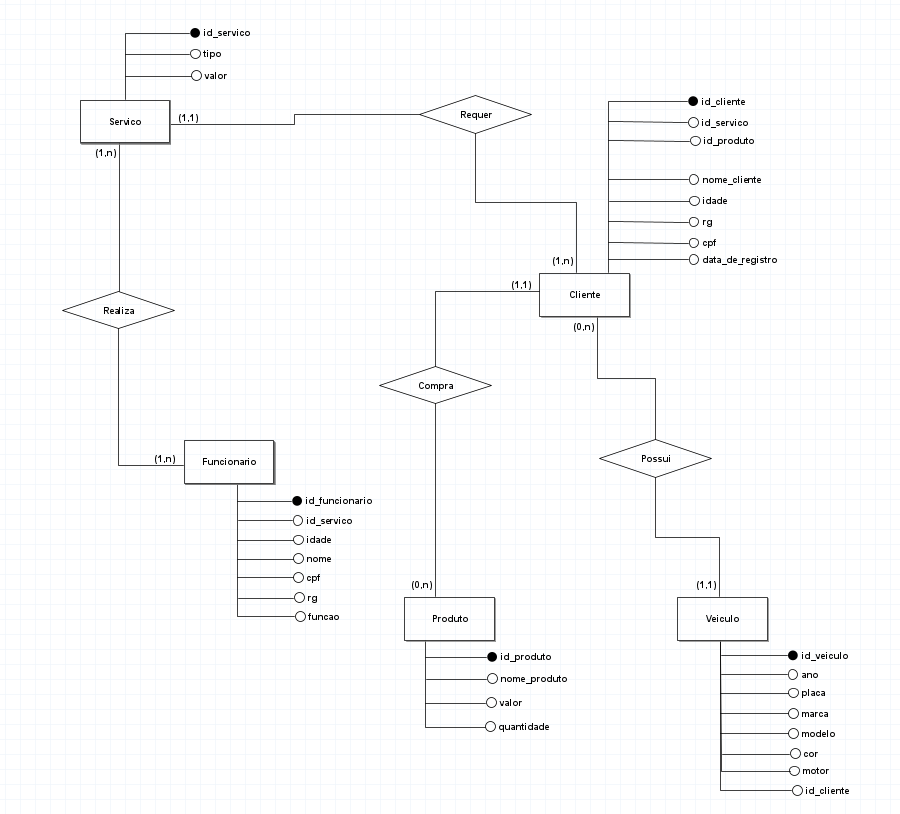 id_servico
tipo
valor
Servico
(1,1)
Requer
(1,n)
id_cliente
id_servico
id_produto
nome_cliente
idade
rg
cpf
data_de_registro
(1,n)
(1,1)
Cliente
(0,n)
Realiza
Compra
(1,n)
Funcionario
Possui
id_funcionario
id_servico
idade
nome
cpf
rg
funcao
(0,n)
(1,1)
Produto
Veiculo
id_produto
nome_produto
valor
quantidade
id_veiculo
ano
placa
marca
modelo
cor
motor
id_cliente